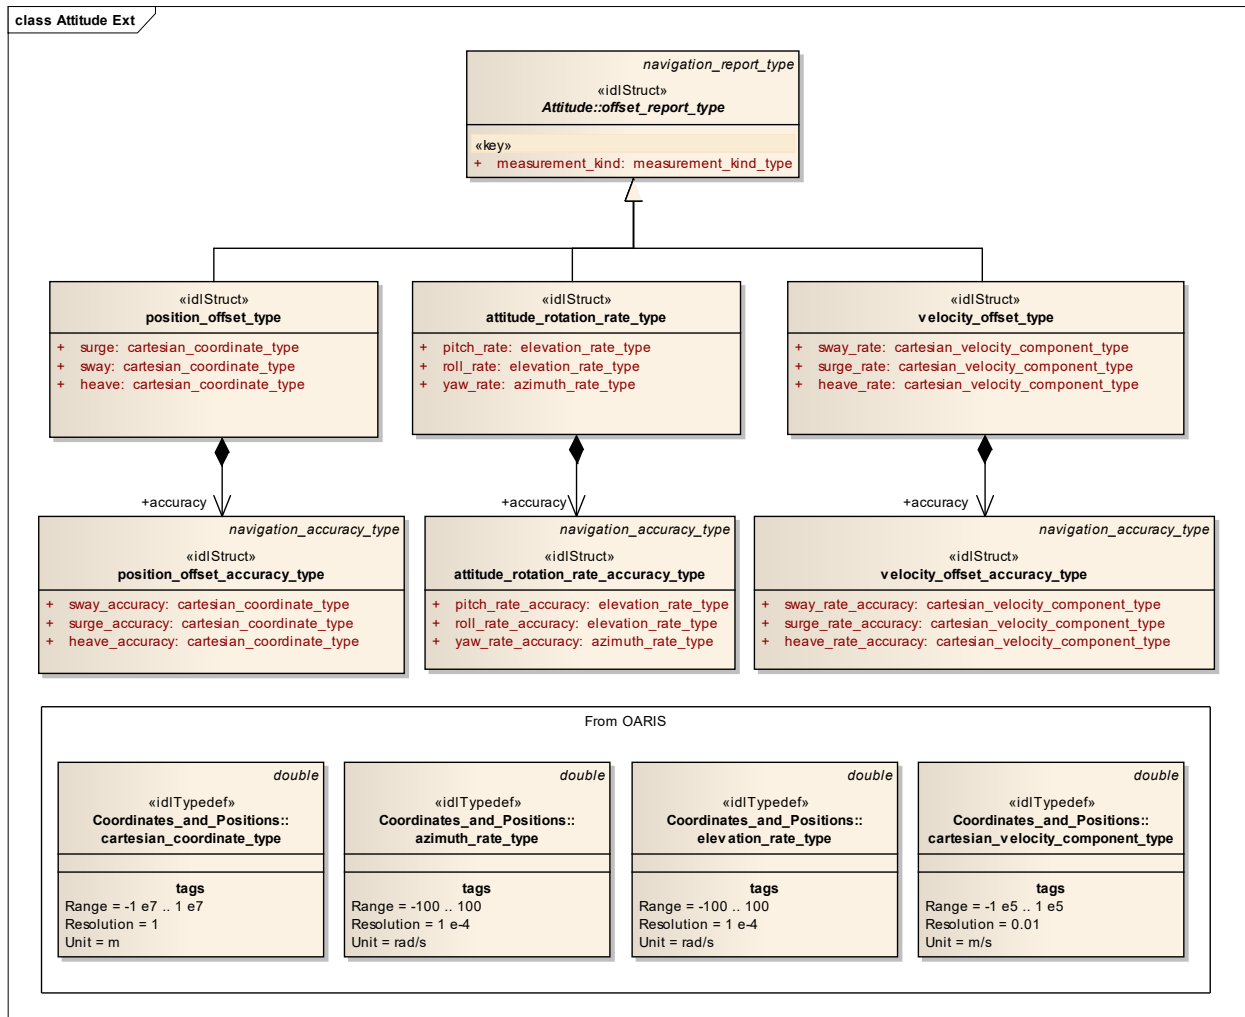 class Attitude Ext
navigation_report_type
«idlStruct»
Attitude::offset_report_type
«key»
+ measurement_kind: measurement_kind_type
«idlStruct»
position_offset_type
+ surge: cartesian_coordinate_type
+ sway: cartesian_coordinate_type
+ heave: cartesian_coordinate_type
«idlStruct»
attitude_rotation_rate_type
+ pitch_rate: elevation_rate_type
+ roll_rate: elevation_rate_type
+ yaw_rate: azimuth_rate_type
«idlStruct»
velocity_offset_type
+ sway_rate: cartesian_velocity_component_type
+ surge_rate: cartesian_velocity_component_type
+ heave_rate: cartesian_velocity_component_type
+accuracy
+accuracy
+accuracy
navigation_accuracy_type
«idlStruct»
position_offset_accuracy_type
+ sway_accuracy: cartesian_coordinate_type
+ surge_accuracy: cartesian_coordinate_type
+ heave_accuracy: cartesian_coordinate_type
navigation_accuracy_type
«idlStruct»
attitude_rotation_rate_accuracy_type
+ pitch_rate_accuracy: elevation_rate_type
+ roll_rate_accuracy: elevation_rate_type
+ yaw_rate_accuracy: azimuth_rate_type
navigation_accuracy_type
«idlStruct»
velocity_offset_accuracy_type
+ sway_rate_accuracy: cartesian_velocity_component_type
+ surge_rate_accuracy: cartesian_velocity_component_type
+ heave_rate_accuracy: cartesian_velocity_component_type
From OARIS
double
«idlTypedef»
Coordinates_and_Positions::
cartesian_coordinate_type
tags
Range = -1 e7 .. 1 e7
Resolution = 1
Unit = m
double
«idlTypedef»
Coordinates_and_Positions::
azimuth_rate_type
tags
Range = -100 .. 100
Resolution = 1 e-4
Unit = rad/s
double
«idlTypedef»
Coordinates_and_Positions::
elevation_rate_type
tags
Range = -100 .. 100
Resolution = 1 e-4
Unit = rad/s
double
«idlTypedef»
Coordinates_and_Positions::
cartesian_velocity_component_type
tags
Range = -1 e5 .. 1 e5
Resolution = 0.01
Unit = m/s